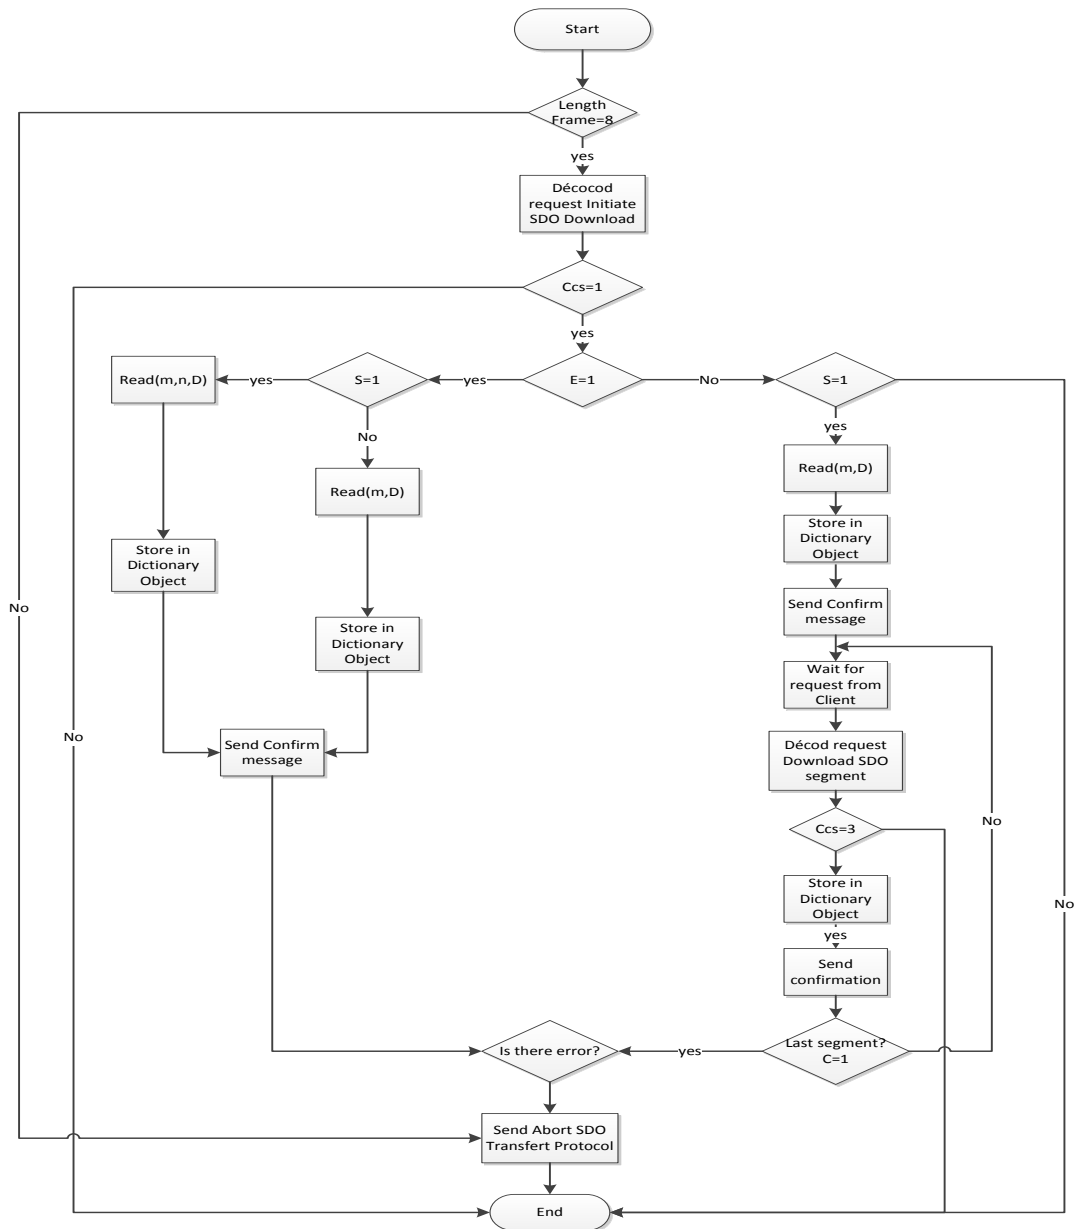 Start
Length
Frame=8
yes
Décocod
request Initiate
SDO Download
Ccs=1
yes
Read(m,n,D)
yes
S=1
yes
E=1
No
S=1
No
yes
Read(m,D)
Read(m,D)
Store in
Dictionary
Object
Store in
Dictionary
Object
Send Confirm
message
No
Store in
Dictionary
Object
Wait for
request from
Client
No
Send Confirm
message
Décod request
Download SDO
segment
No
Ccs=3
Store in
Dictionary
Object
No
yes
Send
confirmation
Is there error?
yes
Last segment?
C=1
Send Abort SDO
Transfert Protocol
End